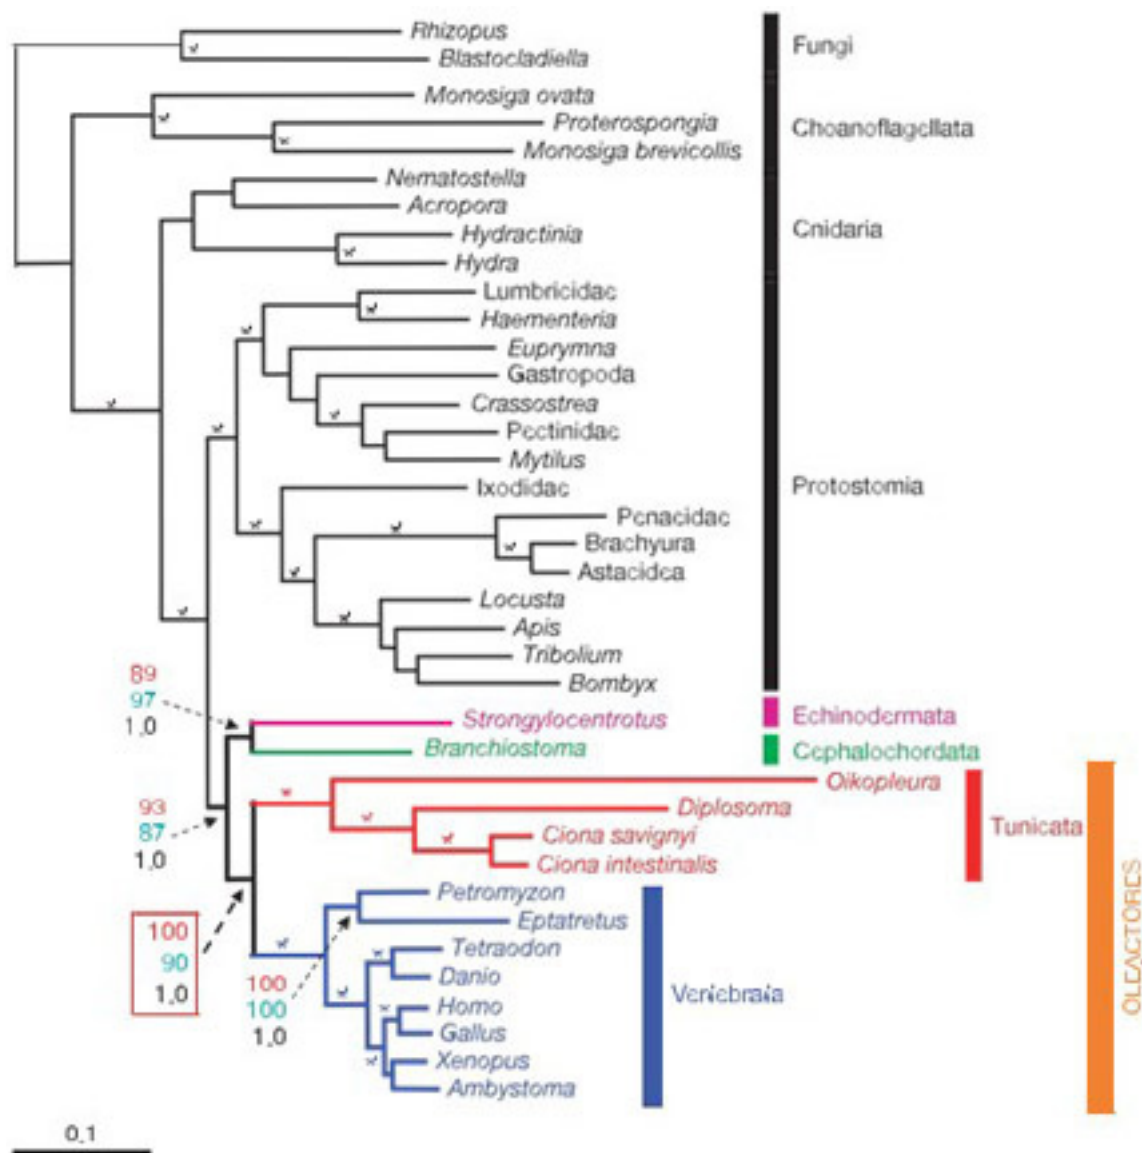 Rhizopus
Blastocladiella
Fungi
Monosiga ovata
Proterospongia
Monosiga brevicollis
Choanoflagellata
Nematostella
Acropora
Hydractinia
Hydra
Cnidaria
Lumbricidae
Haementeria
Euprymna
Gastropoda
Crassostrea
Pectinidae
Mytilus
Ixodidae
Penaeidae
Brachyura
Astacidea
Locusta
Apis
Tribolium
Bombyx
Protostomia
89
97
1,0
Strongylocentrotus
Echinodermata
Branchiostoma
Cephalochordata
93
87
1,0
Oikopleura
Diplosoma
Ciona savignyi
Ciona intestinalis
Tunicata
100
90
1,0
100
100
1,0
Petromyzon
Eptatretus
Tetraodon
Danio
Homo
Gallus
Xenopus
Ambystoma
Vertebrata
OLFACTORES
0,1